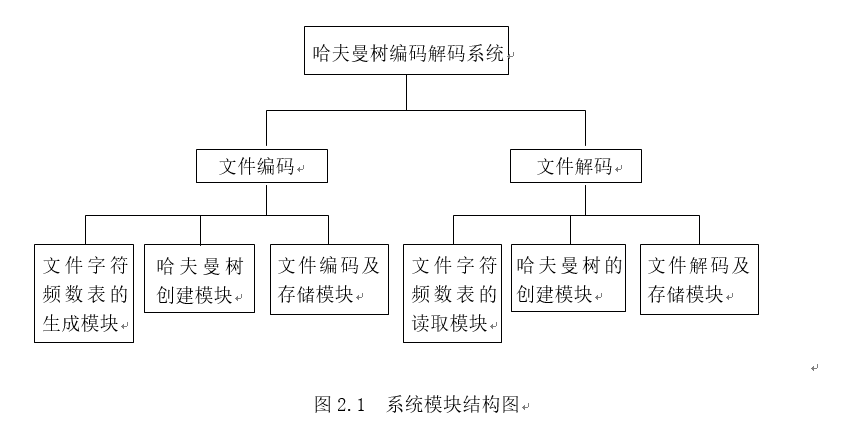 哈夫曼树编码解码系统
文件编码
文件解码
文件字符
频数表的
生成模块
哈夫曼树
创建模块
文件编码及
存储模块
文件字符
频数表的
读取模块
哈夫曼树的
创建模块
文件解码及
存储模块
图 2.1 系统模块结构图